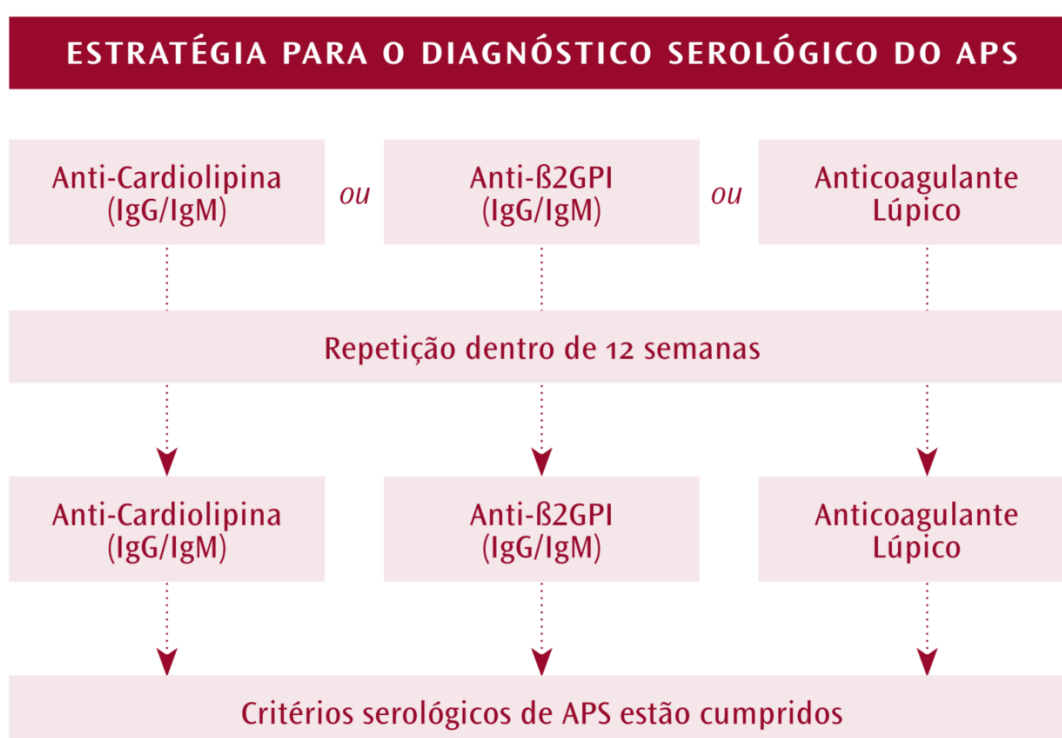 ESTRATÉGIA PARA O DIAGNÓSTICO SEROLÓGICO DO APS
Anti-Cardiolipina
(IgG/IgM)
ou
Anti-ß2GPI
(IgG/IgM)
ou
Anticoagulante
Lúpico
Repetição dentro de 12 semanas
Anti-Cardiolipina
(IgG/IgM)
Anti-ß2GPI
(IgG/IgM)
Anticoagulante
Lúpico
Critérios serológicos de APS estão cumpridos